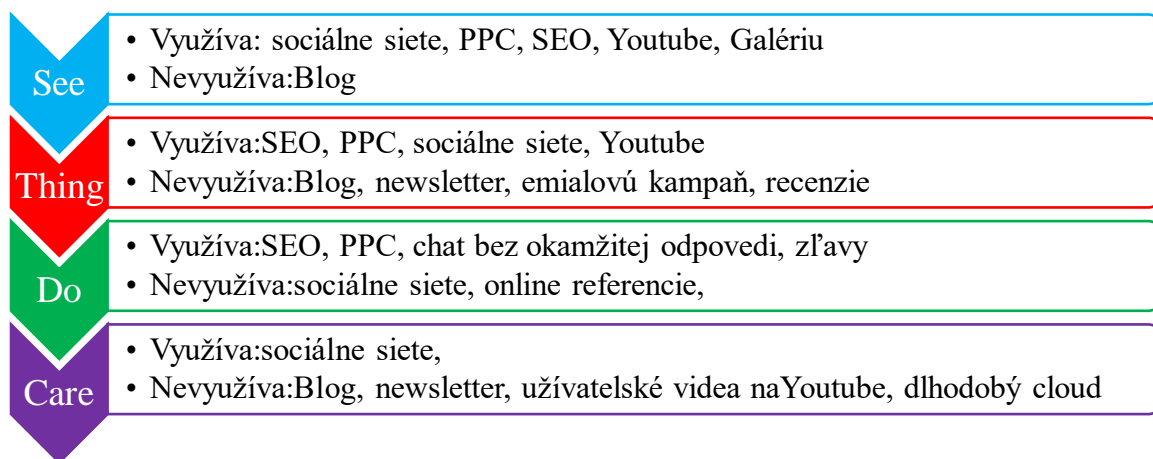 See
• Využíva: sociálne siete, PPC, SEO, Youtube, Galériu
• Nevyužíva:Blog
Thing
• Využíva:SEO, PPC, sociálne siete, Youtube
• Nevyužíva:Blog, newsletter, emialovú kampaň, recenzie
Do
• Využíva:SEO, PPC, chat bez okamžitej odpovedi, zľavy
• Nevyužíva:sociálne siete, online referencie,
Care
• Využíva:sociálne siete,
• Nevyužíva:Blog, newsletter, užívatelské videa naYoutube, dlhodobý cloud